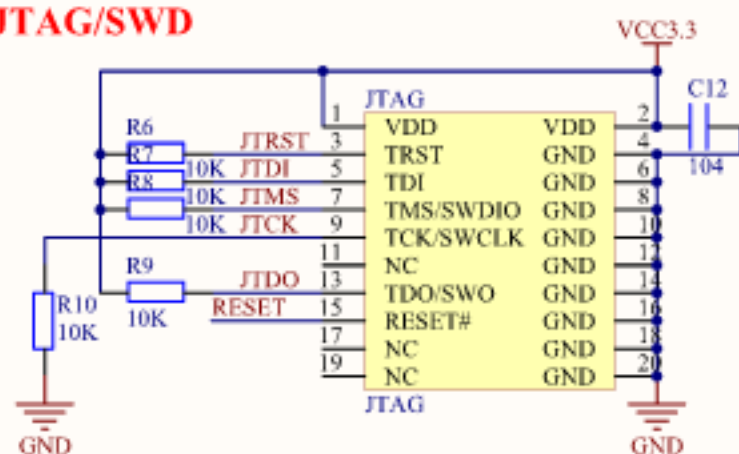 JTAG/SWD
VCC3.3
C12
104
JTAG
R6
R7
R8
10K
10K
10K
JTRST
JTDI
JTMS
JTCK
R9
10K
JTDO
RESET
R10
10K
1 VDD VDD 2
3 TRST GND 4
5 TDI GND 6
7 TMS/SWDIO GND 8
9 TCK/SWCLK GND 10
11 NC GND 12
13 TDO/SWO GND 14
15 RESET# GND 16
17 NC GND 18
19 NC GND 20
JTAG
GND
GND